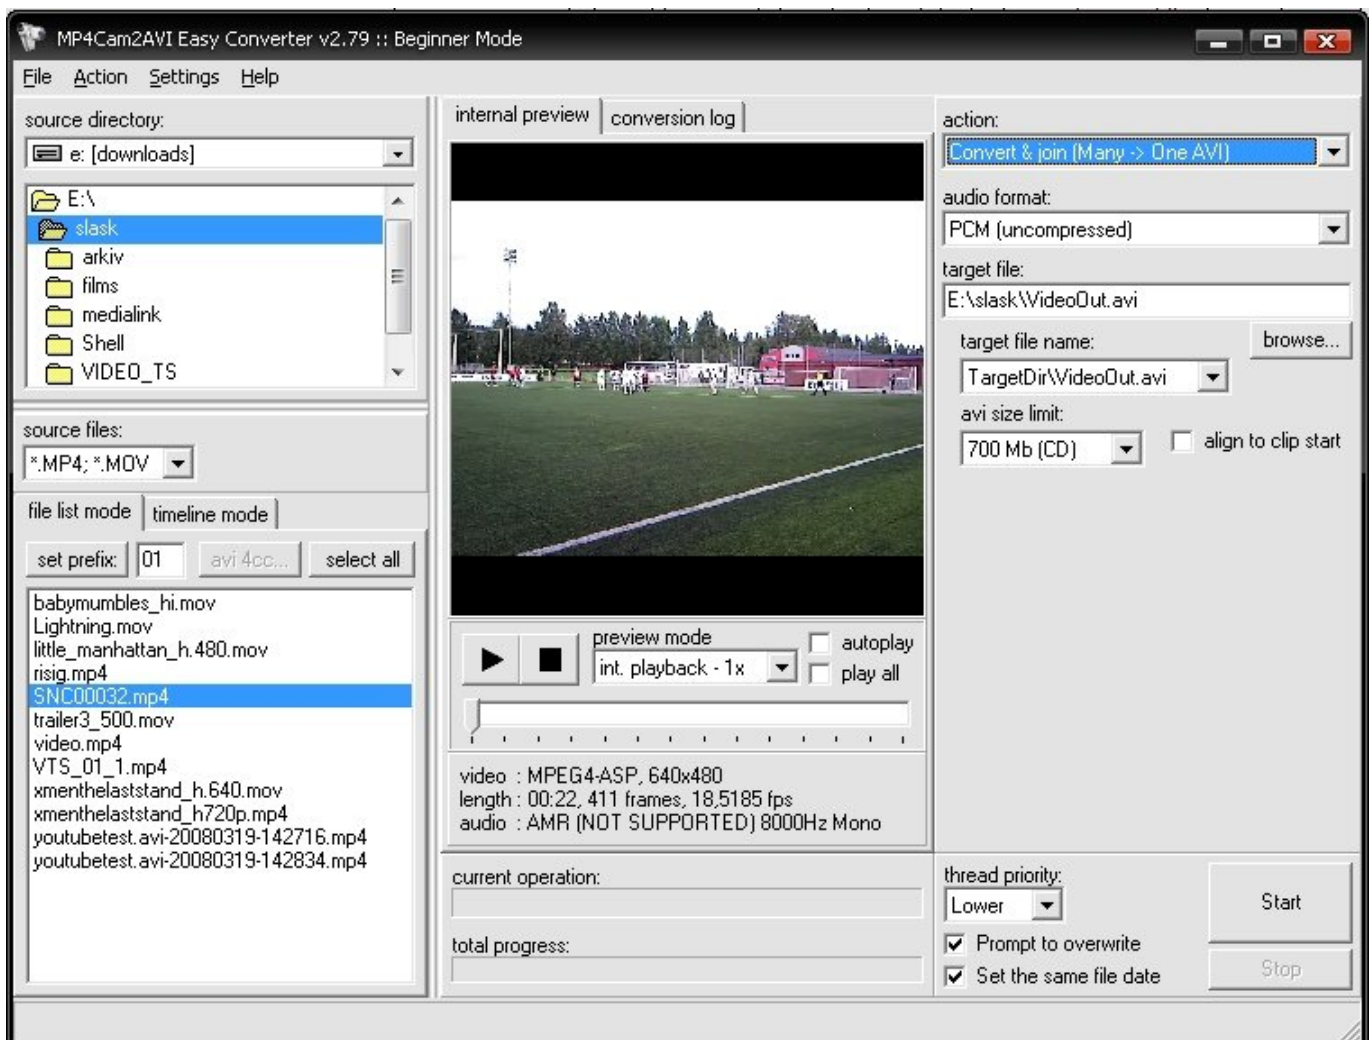 MP4Cam2AVI Easy Converter v2.79 :: Beginner Mode
File Action Settings Help
source directory:
e: [downloads]
E:\
slask
arkiv
films
medialink
Shell
VIDEO_TS
source files:
*.MP4; *.MOV
file list mode timeline mode
set prefix: 01 avi 4cc... select all
babymumbles_hi.mov
Lightning.mov
little_manhattan_h.480.mov
risig.mp4
SNC00032.mp4
trailer3_500.mov
video.mp4
VTS_01_1.mp4
xmenthelaststand_h.640.mov
xmenthelaststand_h720p.mp4
youtubetest.avi-20080319-142716.mp4
youtubetest.avi-20080319-142834.mp4
internal preview conversion log
preview mode
int. playback - 1x
autoplay
play all
video : MPEG4-ASP, 640x480
length : 00:22, 411 frames, 18,5185 fps
audio : AMR (NOT SUPPORTED) 8000Hz Mono
current operation:
total progress:
action:
Convert & join (Many -> One AVI)
audio format:
PCM (uncompressed)
target file:
E:\slask\VideoOut.avi
browse...
target file name:
TargetDir\VideoOut.avi
avi size limit:
700 Mb (CD)
align to clip start
thread priority:
Lower
Prompt to overwrite
Set the same file date
Start
Stop